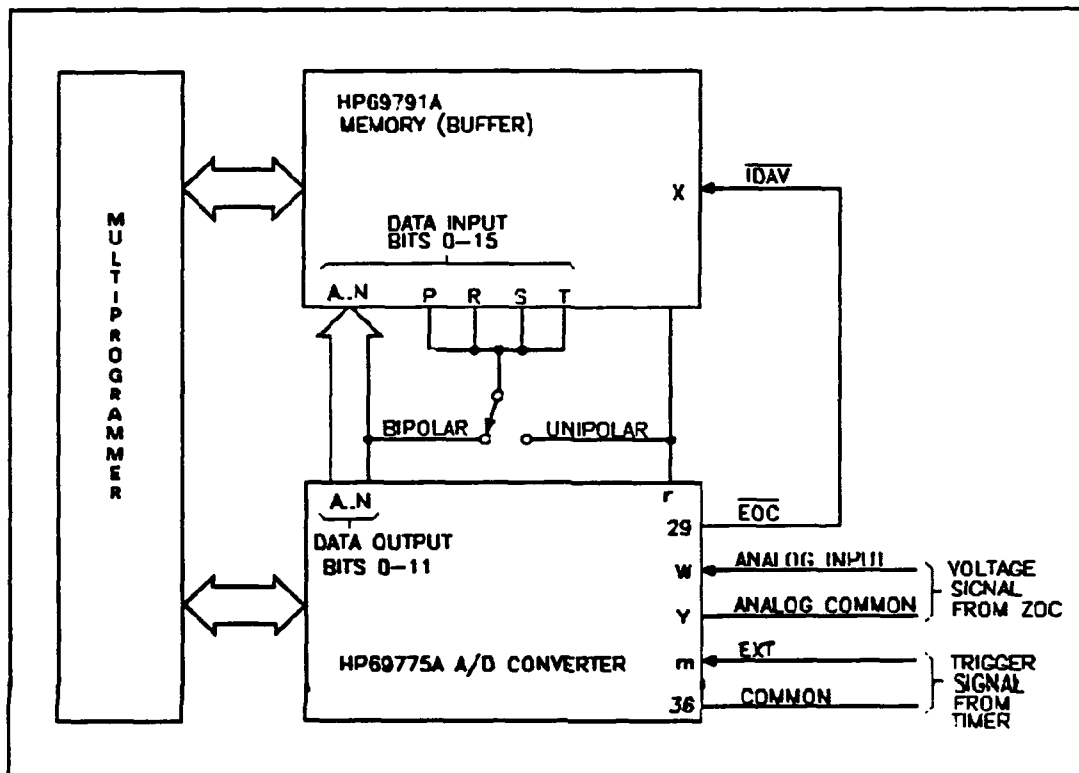 MULTIPROGRAMMER
HP69791A
MEMORY (BUFFER)
X
IDAV
DATA INPUT
BITS 0-15
A..N P R S T
BIPOLAR
UNIPOLAR
A..N
r
DATA OUTPUT
BITS 0-11
29
EOC
W
ANALOG INPUT
Y
ANALOG COMMON
VOLTAGE
SIGNAL
FROM ZOC
HP69775A A/D CONVERTER
m
EXT
36
COMMON
TRIGGER
SIGNAL
FROM
TIMER